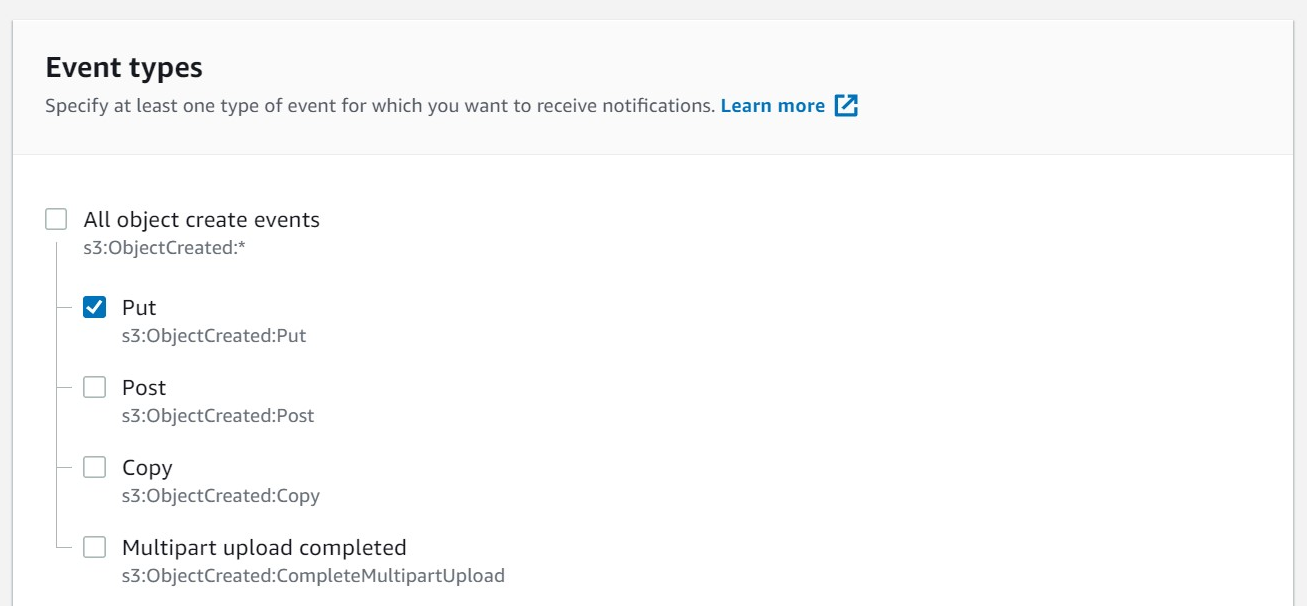 Event types
Specify at least one type of event for which you want to receive notifications. Learn more
All object create events
s3:ObjectCreated:*
Put
s3:ObjectCreated:Put
Post
s3:ObjectCreated:Post
Copy
s3:ObjectCreated:Copy
Multipart upload completed
s3:ObjectCreated:CompleteMultipartUpload